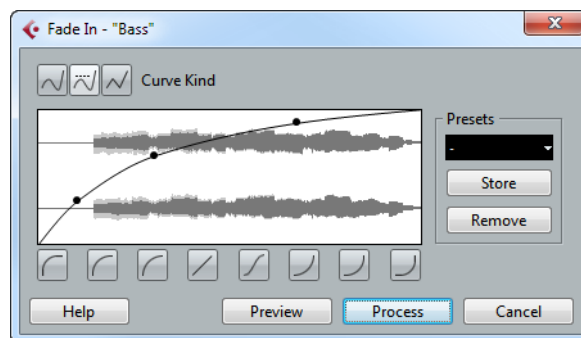 Fade In - "Bass"
Curve Kind
Presets
-
Store
Remove
Help
Preview
Process
Cancel